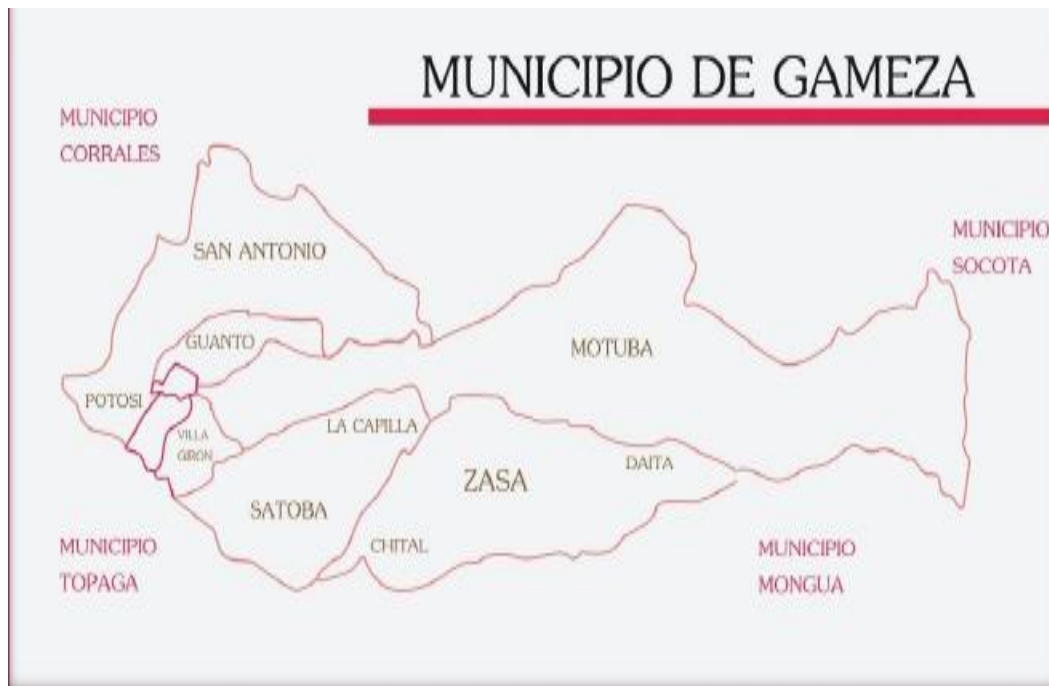 MUNICIPIO DE GAMEZA
MUNICIPIO
CORRALES
SAN ANTONIO
MUNICIPIO
SOCOTA
GUANTO
MOTUBA
POTOSI
LA CAPILLA
VILLA
GIRON
DAITA
ZASA
SATOBA
CHITAL
MUNICIPIO
TOPAGA
MUNICIPIO
MONGUA